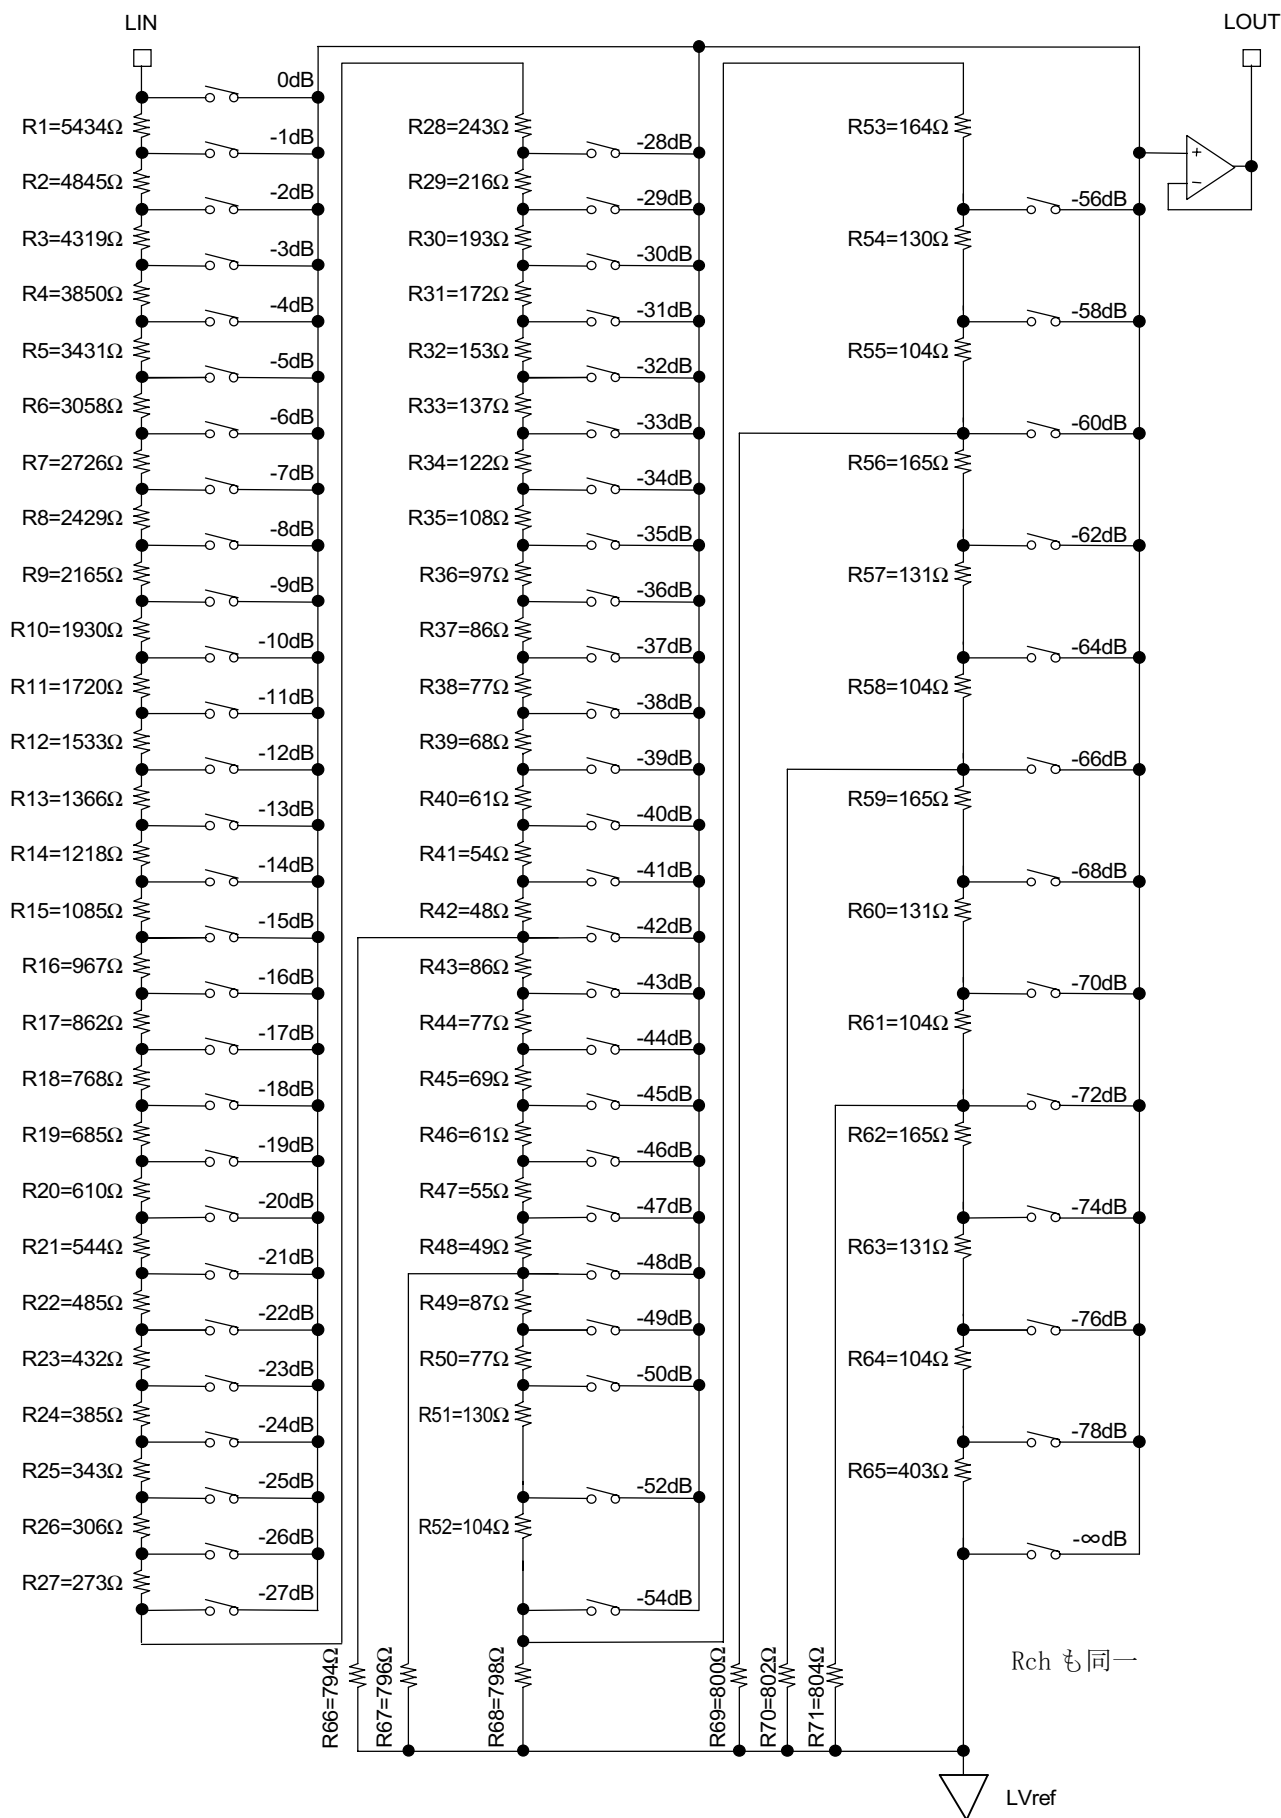 LIN
LOUT
0dB
R1=5434Ω
-1dB
R2=4845Ω
-2dB
R3=4319Ω
-3dB
R4=3850Ω
-4dB
R5=3431Ω
-5dB
R6=3058Ω
-6dB
R7=2726Ω
-7dB
R8=2429Ω
-8dB
R9=2165Ω
-9dB
R10=1930Ω
-10dB
R11=1720Ω
-11dB
R12=1533Ω
-12dB
R13=1366Ω
-13dB
R14=1218Ω
-14dB
R15=1085Ω
-15dB
R16=967Ω
-16dB
R17=862Ω
-17dB
R18=768Ω
-18dB
R19=685Ω
-19dB
R20=610Ω
-20dB
R21=544Ω
-21dB
R22=485Ω
-22dB
R23=432Ω
-23dB
R24=385Ω
-24dB
R25=343Ω
-25dB
R26=306Ω
-26dB
R27=273Ω
-27dB
R28=243Ω
-28dB
R29=216Ω
-29dB
R30=193Ω
-30dB
R31=172Ω
-31dB
R32=153Ω
-32dB
R33=137Ω
-33dB
R34=122Ω
-34dB
R35=108Ω
-35dB
R36=97Ω
-36dB
R37=86Ω
-37dB
R38=77Ω
-38dB
R39=68Ω
-39dB
R40=61Ω
-40dB
R41=54Ω
-41dB
R42=48Ω
-42dB
R43=86Ω
-43dB
R44=77Ω
-44dB
R45=69Ω
-45dB
R46=61Ω
-46dB
R47=55Ω
-47dB
R48=49Ω
-48dB
R49=87Ω
-49dB
R50=77Ω
-50dB
R51=130Ω
-52dB
R52=104Ω
-54dB
R53=164Ω
-56dB
R54=130Ω
-58dB
R55=104Ω
-60dB
R56=165Ω
-62dB
R57=131Ω
-64dB
R58=104Ω
-66dB
R59=165Ω
-68dB
R60=131Ω
-70dB
R61=104Ω
-72dB
R62=165Ω
-74dB
R63=131Ω
-76dB
R64=104Ω
-78dB
R65=403Ω
-∞dB
+
−
R66=794Ω
R67=796Ω
R68=798Ω
R69=800Ω
R70=802Ω
R71=804Ω
Rch も同一
LVref